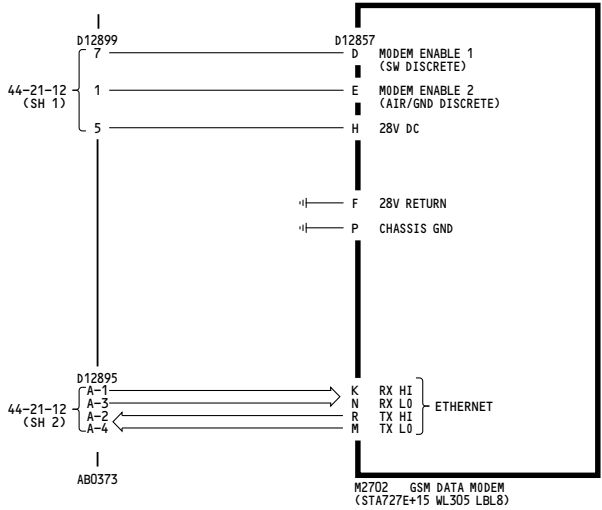 D12899 D12857
7 D MODEM ENABLE 1
(SW DISCRETE)
44-21-12
(SH 1)
1 E MODEM ENABLE 2
(AIR/GND DISCRETE)
5 H 28V DC
F 28V RETURN
P CHASSIS GND
D12895
44-21-12
(SH 2)
A-1 K RX HI
A-3 N RX LO
A-2 R TX HI
A-4 M TX LO
ETHERNET
AB0373
M2702 GSM DATA MODEM
(STA727E+15 WL305 LBL8)